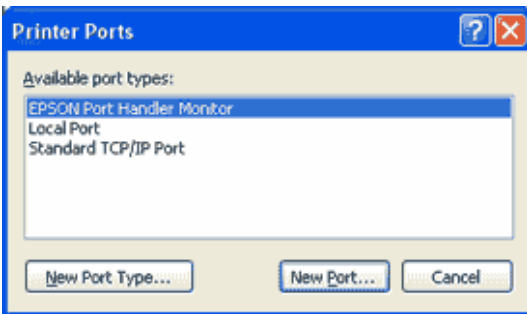 Printer Ports
Available port types:
EPSON Port Handler Monitor
Local Port
Standard TCP/IP Port
New Port Type...
New Port...
Cancel